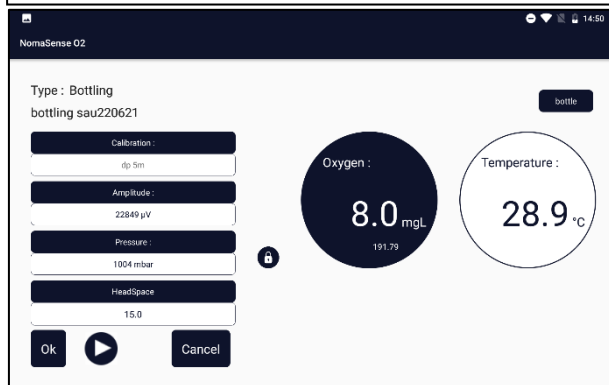 14:50
NomaSense O2
Type : Bottling
bottling sau220621
bottle
Calibration :
dp 5m
Amplitude :
22849 µV
Pressure :
1004 mbar
HeadSpace
15.0
Ok
Cancel
Oxygen :
8.0 mgL
191.79
Temperature :
28.9 °c